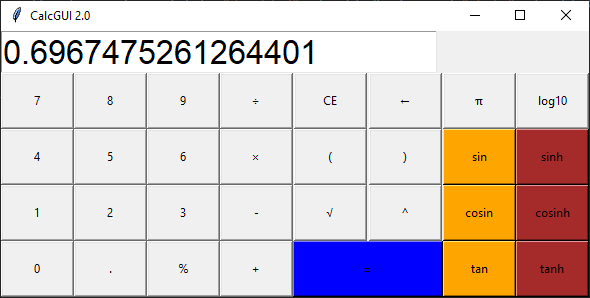 CalcGUI 2.0
0.6967475261264401
7 8 9 ÷ CE ← π log10
4 5 6 × ( ) sin sinh
1 2 3 - √ ^ cosin cosinh
0 . % + = tan tanh